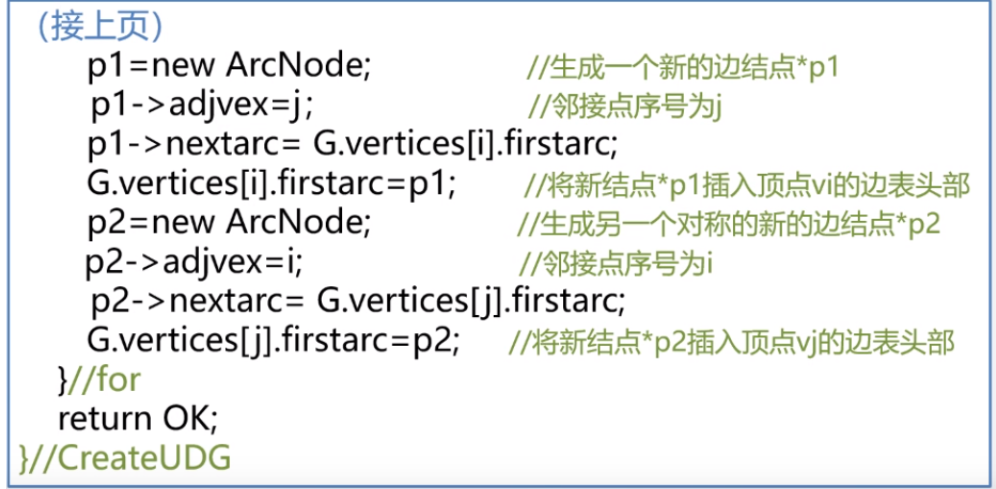 (接上页)
p1=new ArcNode; //生成一个新的边结点*p1
p1->adjvex=j; //邻接点序号为j
p1->nextarc= G.vertices[i].firstarc;
G.vertices[i].firstarc=p1; //将新结点*p1插入顶点vi的边表头部
p2=new ArcNode; //生成另一个对称的新的边结点*p2
p2->adjvex=i; //邻接点序号为i
p2->nextarc= G.vertices[j].firstarc;
G.vertices[j].firstarc=p2; //将新结点*p2插入顶点vj的边表头部
}//for
return OK;
}//CreateUDG